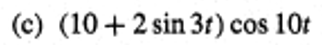 (c) (10 + 2 sin 3t) cos 10t